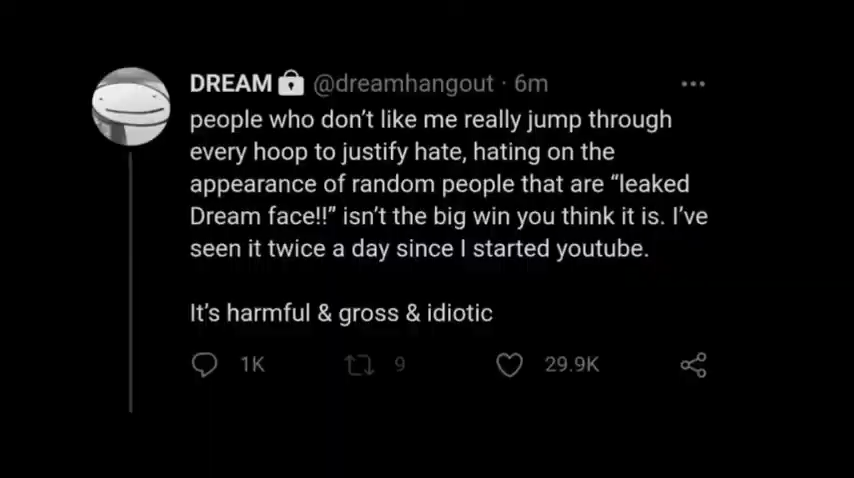 DREAM @dreamhangout · 6m
people who don’t like me really jump through
every hoop to justify hate, hating on the
appearance of random people that are “leaked
Dream face!!” isn’t the big win you think it is. I’ve
seen it twice a day since I started youtube.
It’s harmful & gross & idiotic
1K 9 29.9K